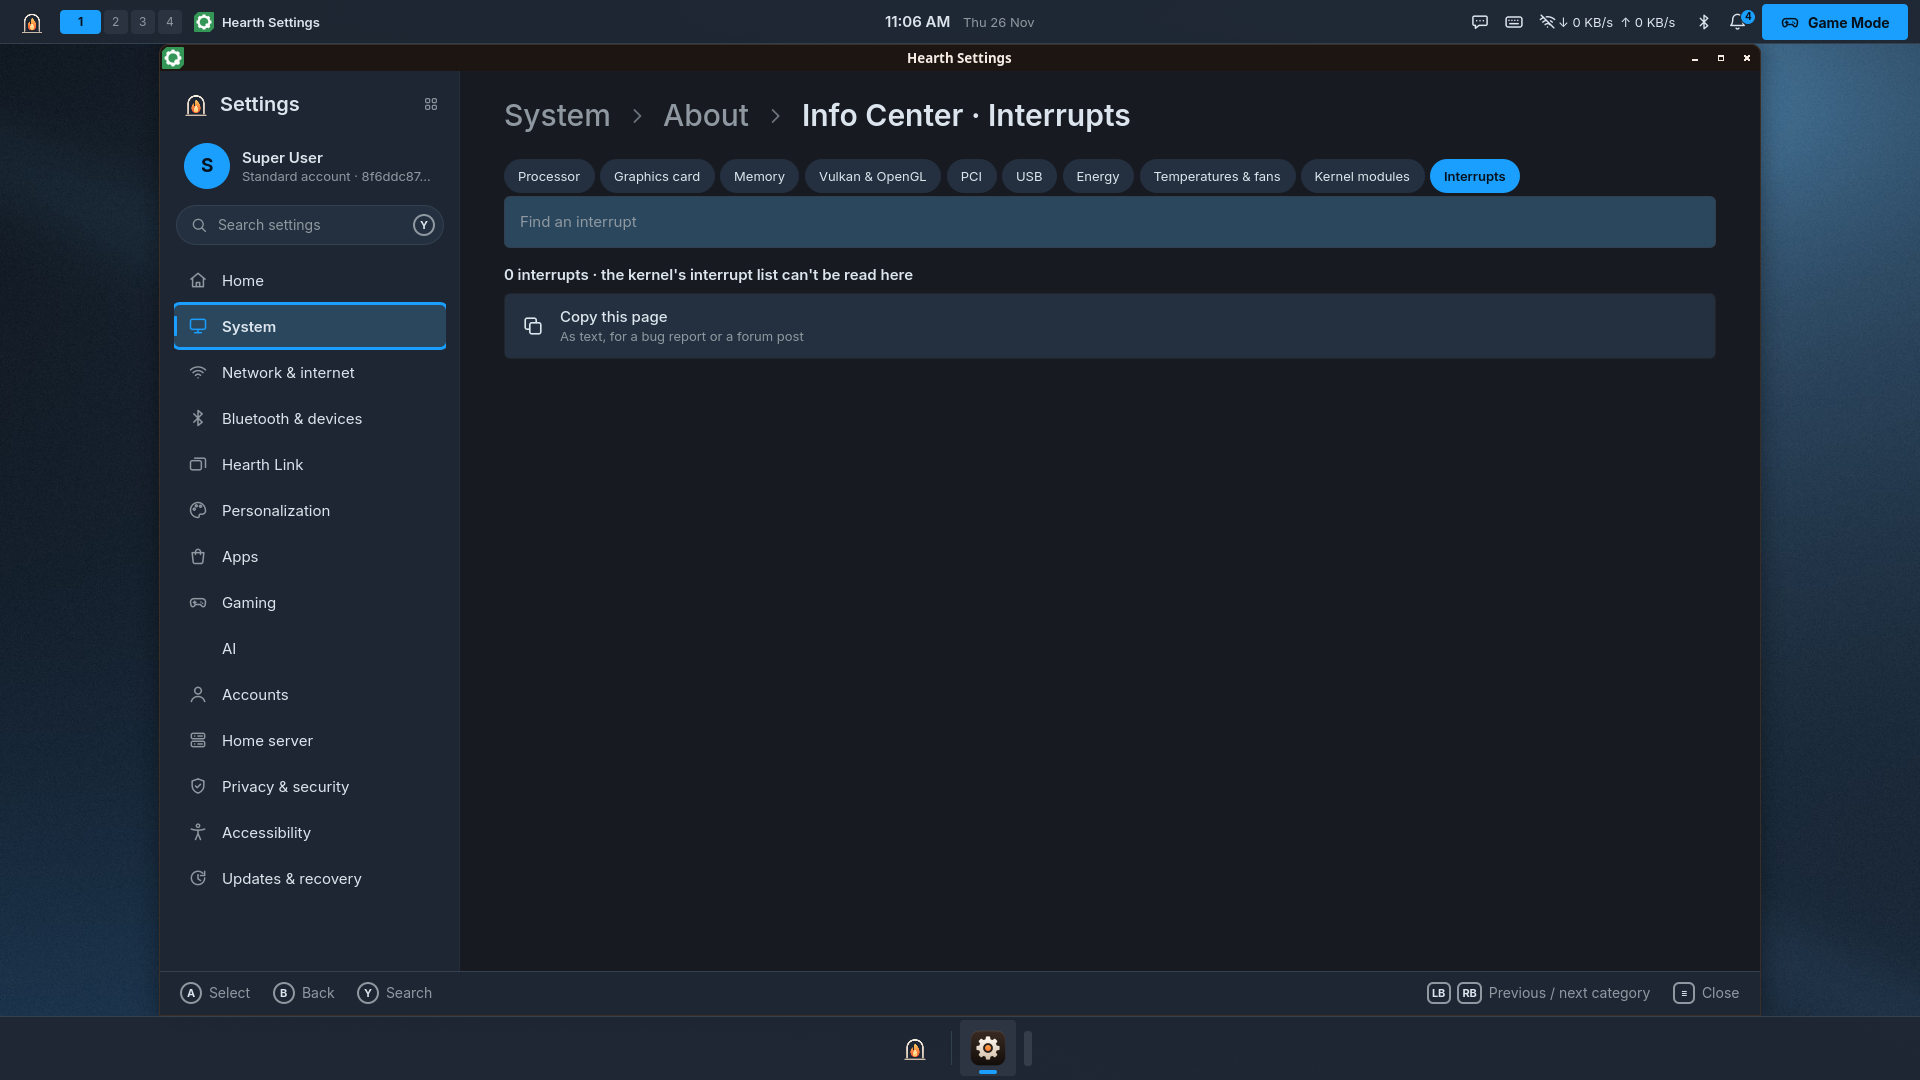 1 2 3 4 Hearth Settings 11:06 AM Thu 26 Nov ↓ 0 KB/s ↑ 0 KB/s 4 Game Mode
Hearth Settings
Settings
S
Super User
Standard account · 8f6ddc87...
Search settings Y
Home
System
Network & internet
Bluetooth & devices
Hearth Link
Personalization
Apps
Gaming
AI
Accounts
Home server
Privacy & security
Accessibility
Updates & recovery
System > About > Info Center · Interrupts
Processor Graphics card Memory Vulkan & OpenGL PCI USB Energy Temperatures & fans Kernel modules Interrupts
Find an interrupt
0 interrupts · the kernel's interrupt list can't be read here
Copy this page
As text, for a bug report or a forum post
A Select B Back Y Search LB RB Previous / next category ≡ Close